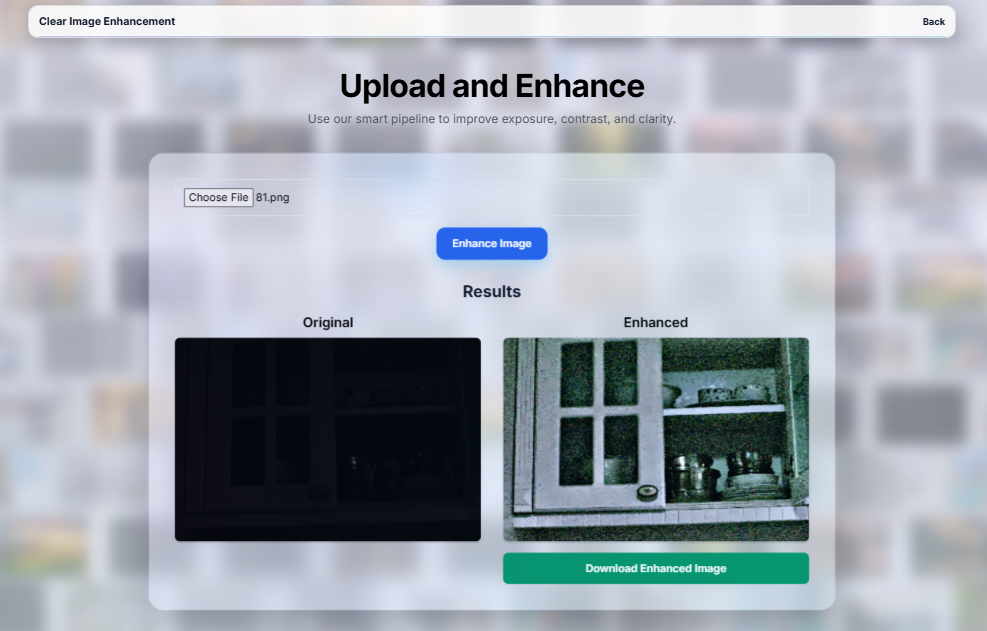 Clear Image Enhancement
Back
Upload and Enhance
Use our smart pipeline to improve exposure, contrast, and clarity.
Choose File 81.png
Enhance Image
Results
Original
Enhanced
Download Enhanced Image